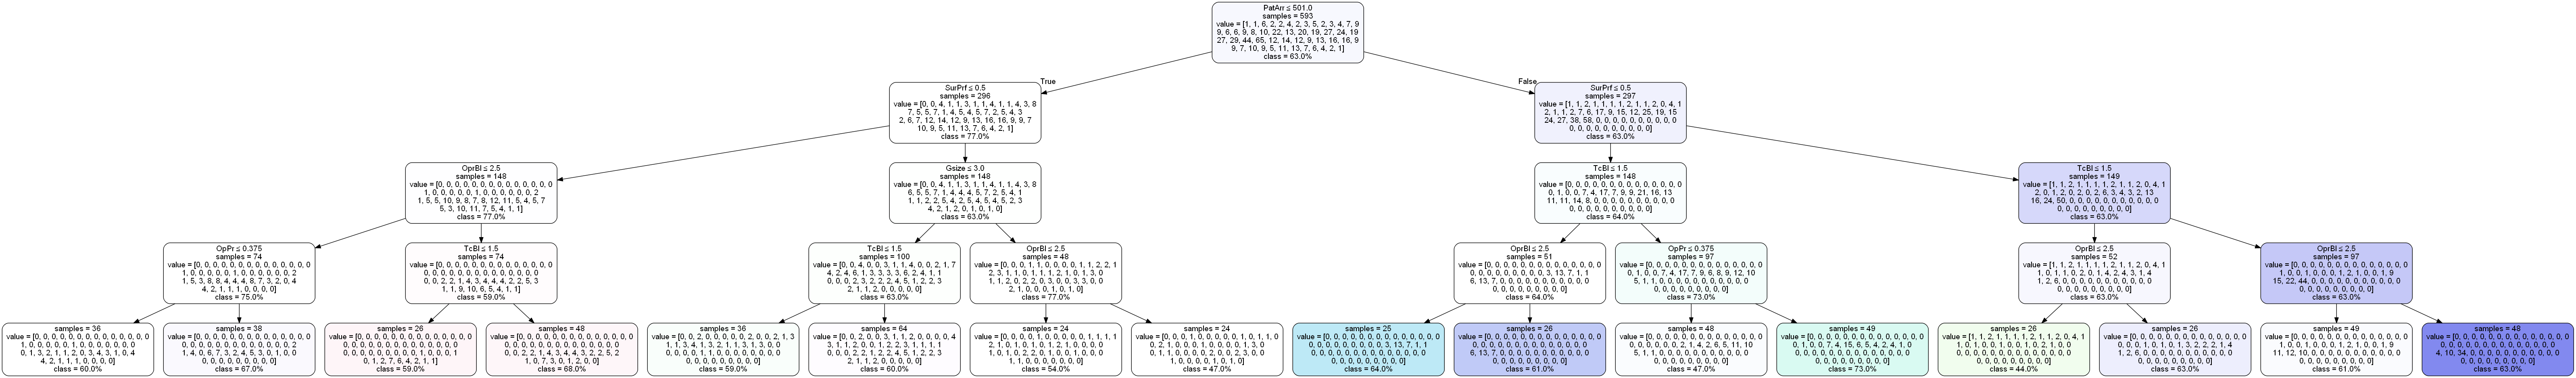 PatArr ≤ 501.0
samples = 593
value = [1, 1, 6, 2, 2, 4, 2, 3, 5, 2, 3, 4, 7, 9
9, 6, 6, 9, 8, 10, 22, 13, 20, 19, 27, 24, 19
27, 29, 44, 65, 12, 14, 12, 9, 13, 16, 16, 9
9, 7, 10, 9, 5, 11, 13, 7, 6, 4, 2, 1]
class = 63.0%
True
False
SurPrf ≤ 0.5
samples = 296
value = [0, 0, 4, 1, 1, 3, 1, 1, 4, 1, 1, 4, 3, 8
7, 5, 5, 7, 1, 4, 5, 4, 5, 7, 2, 5, 4, 3
2, 6, 7, 12, 14, 12, 9, 13, 16, 16, 9, 9, 7
10, 9, 5, 11, 13, 7, 6, 4, 2, 1]
class = 77.0%
SurPrf ≤ 0.5
samples = 297
value = [1, 1, 2, 1, 1, 1, 1, 2, 1, 1, 2, 0, 4, 1
2, 1, 1, 2, 7, 6, 17, 9, 15, 12, 25, 19, 15
24, 27, 38, 58, 0, 0, 0, 0, 0, 0, 0, 0, 0, 0
0, 0, 0, 0, 0, 0, 0, 0, 0]
class = 63.0%
OprBl ≤ 2.5
samples = 148
value = [0, 0, 0, 0, 0, 0, 0, 0, 0, 0, 0, 0, 0, 0
1, 0, 0, 0, 0, 0, 1, 0, 0, 0, 0, 0, 0, 2
1, 5, 5, 10, 9, 8, 7, 8, 12, 11, 5, 4, 5, 7
5, 3, 10, 11, 7, 5, 4, 1, 1]
class = 77.0%
Gsize ≤ 3.0
samples = 148
value = [0, 0, 4, 1, 1, 3, 1, 1, 4, 1, 1, 4, 3, 8
6, 5, 5, 7, 1, 4, 4, 4, 5, 7, 2, 5, 4, 1
1, 1, 2, 2, 5, 4, 2, 5, 4, 5, 4, 5, 2, 3
4, 2, 1, 2, 0, 1, 0, 1, 0]
class = 63.0%
TcBl ≤ 1.5
samples = 148
value = [0, 0, 0, 0, 0, 0, 0, 0, 0, 0, 0, 0, 0, 0
0, 1, 0, 0, 7, 4, 17, 7, 9, 9, 21, 16, 13
11, 11, 14, 8, 0, 0, 0, 0, 0, 0, 0, 0, 0, 0
0, 0, 0, 0, 0, 0, 0, 0, 0, 0]
class = 64.0%
TcBl ≤ 1.5
samples = 149
value = [1, 1, 2, 1, 1, 1, 1, 2, 1, 1, 2, 0, 4, 1
2, 0, 1, 2, 0, 2, 0, 2, 6, 3, 4, 3, 2, 13
16, 24, 50, 0, 0, 0, 0, 0, 0, 0, 0, 0, 0, 0
0, 0, 0, 0, 0, 0, 0, 0, 0]
class = 63.0%
OpPr ≤ 0.375
samples = 74
value = [0, 0, 0, 0, 0, 0, 0, 0, 0, 0, 0, 0, 0, 0
1, 0, 0, 0, 0, 0, 1, 0, 0, 0, 0, 0, 0, 2
1, 5, 3, 8, 8, 4, 4, 4, 8, 7, 3, 2, 0, 4
4, 2, 1, 1, 1, 0, 0, 0, 0]
class = 75.0%
TcBl ≤ 1.5
samples = 74
value = [0, 0, 0, 0, 0, 0, 0, 0, 0, 0, 0, 0, 0, 0
0, 0, 0, 0, 0, 0, 0, 0, 0, 0, 0, 0, 0, 0
0, 0, 2, 2, 1, 4, 3, 4, 4, 4, 2, 2, 5, 3
1, 1, 9, 10, 6, 5, 4, 1, 1]
class = 59.0%
TcBl ≤ 1.5
samples = 100
value = [0, 0, 4, 0, 0, 3, 1, 1, 4, 0, 0, 2, 1, 7
4, 2, 4, 6, 1, 3, 3, 3, 3, 6, 2, 4, 1, 1
0, 0, 0, 2, 3, 2, 2, 2, 4, 5, 1, 2, 2, 3
2, 1, 1, 2, 0, 0, 0, 0, 0]
class = 63.0%
OprBl ≤ 2.5
samples = 48
value = [0, 0, 0, 1, 1, 0, 0, 0, 0, 1, 1, 2, 2, 1
2, 3, 1, 1, 0, 1, 1, 1, 2, 1, 0, 1, 3, 0
1, 1, 2, 0, 2, 2, 0, 3, 0, 0, 3, 3, 0, 0
2, 1, 0, 0, 0, 1, 0, 1, 0]
class = 77.0%
OprBl ≤ 2.5
samples = 51
value = [0, 0, 0, 0, 0, 0, 0, 0, 0, 0, 0, 0, 0, 0
0, 0, 0, 0, 0, 0, 0, 0, 0, 3, 13, 7, 1, 1
6, 13, 7, 0, 0, 0, 0, 0, 0, 0, 0, 0, 0, 0
0, 0, 0, 0, 0, 0, 0, 0, 0]
class = 64.0%
OpPr ≤ 0.375
samples = 97
value = [0, 0, 0, 0, 0, 0, 0, 0, 0, 0, 0, 0, 0, 0
0, 1, 0, 0, 7, 4, 17, 7, 9, 6, 8, 9, 12, 10
5, 1, 1, 0, 0, 0, 0, 0, 0, 0, 0, 0, 0, 0
0, 0, 0, 0, 0, 0, 0, 0, 0]
class = 73.0%
OprBl ≤ 2.5
samples = 52
value = [1, 1, 2, 1, 1, 1, 1, 2, 1, 1, 2, 0, 4, 1
1, 0, 1, 1, 0, 2, 0, 1, 4, 2, 4, 3, 1, 4
1, 2, 6, 0, 0, 0, 0, 0, 0, 0, 0, 0, 0, 0
0, 0, 0, 0, 0, 0, 0, 0, 0]
class = 63.0%
OprBl ≤ 2.5
samples = 97
value = [0, 0, 0, 0, 0, 0, 0, 0, 0, 0, 0, 0, 0, 0
1, 0, 0, 1, 0, 0, 0, 1, 2, 1, 0, 0, 1, 9
15, 22, 44, 0, 0, 0, 0, 0, 0, 0, 0, 0, 0, 0
0, 0, 0, 0, 0, 0, 0, 0, 0]
class = 63.0%
samples = 36
value = [0, 0, 0, 0, 0, 0, 0, 0, 0, 0, 0, 0, 0, 0
1, 0, 0, 0, 0, 0, 1, 0, 0, 0, 0, 0, 0, 0
0, 1, 3, 2, 1, 1, 2, 0, 3, 4, 3, 1, 0, 4
4, 2, 1, 1, 1, 0, 0, 0, 0]
class = 60.0%
samples = 38
value = [0, 0, 0, 0, 0, 0, 0, 0, 0, 0, 0, 0, 0, 0
0, 0, 0, 0, 0, 0, 0, 0, 0, 0, 0, 0, 0, 2
1, 4, 0, 6, 7, 3, 2, 4, 5, 3, 0, 1, 0, 0
0, 0, 0, 0, 0, 0, 0, 0, 0]
class = 67.0%
samples = 26
value = [0, 0, 0, 0, 0, 0, 0, 0, 0, 0, 0, 0, 0, 0
0, 0, 0, 0, 0, 0, 0, 0, 0, 0, 0, 0, 0, 0
0, 0, 0, 0, 0, 0, 0, 0, 1, 0, 0, 0, 1
0, 1, 2, 7, 6, 4, 2, 1, 1]
class = 59.0%
samples = 48
value = [0, 0, 0, 0, 0, 0, 0, 0, 0, 0, 0, 0, 0, 0
0, 0, 0, 0, 0, 0, 0, 0, 0, 0, 0, 0, 0, 0
0, 0, 2, 2, 1, 4, 3, 4, 4, 3, 2, 2, 5, 2
1, 0, 7, 3, 0, 1, 2, 0, 0]
class = 68.0%
samples = 36
value = [0, 0, 2, 0, 0, 0, 0, 0, 2, 0, 0, 2, 1, 3
1, 1, 3, 4, 1, 3, 2, 1, 1, 3, 1, 3, 0, 0
0, 0, 0, 0, 1, 1, 0, 0, 0, 0, 0, 0, 0, 0
0, 0, 0, 0, 0, 0, 0, 0, 0]
class = 59.0%
samples = 64
value = [0, 0, 2, 0, 0, 3, 1, 1, 2, 0, 0, 0, 0, 4
3, 1, 1, 2, 0, 0, 1, 2, 2, 3, 1, 1, 1, 1
0, 0, 0, 2, 2, 1, 2, 2, 4, 5, 1, 2, 2, 3
2, 1, 1, 2, 0, 0, 0, 0, 0]
class = 60.0%
samples = 24
value = [0, 0, 0, 0, 1, 0, 0, 0, 0, 0, 1, 1, 1, 1
2, 1, 0, 1, 0, 1, 0, 1, 2, 1, 0, 0, 0, 0
1, 0, 1, 0, 2, 2, 0, 1, 0, 0, 1, 0, 0, 0
1, 1, 0, 0, 0, 0, 0, 0, 0]
class = 54.0%
samples = 24
value = [0, 0, 0, 1, 0, 0, 0, 0, 0, 1, 0, 1, 1, 0
0, 2, 1, 0, 0, 0, 1, 0, 0, 0, 0, 1, 3, 0
0, 1, 1, 0, 0, 0, 0, 2, 0, 0, 2, 3, 0, 0
1, 0, 0, 0, 0, 1, 0, 1, 0]
class = 47.0%
samples = 25
value = [0, 0, 0, 0, 0, 0, 0, 0, 0, 0, 0, 0, 0, 0
0, 0, 0, 0, 0, 0, 0, 0, 0, 3, 13, 7, 1, 1
0, 0, 0, 0, 0, 0, 0, 0, 0, 0, 0, 0, 0, 0
0, 0, 0, 0, 0, 0, 0, 0, 0]
class = 64.0%
samples = 26
value = [0, 0, 0, 0, 0, 0, 0, 0, 0, 0, 0, 0, 0, 0
0, 0, 0, 0, 0, 0, 0, 0, 0, 0, 0, 0, 0, 0
6, 13, 7, 0, 0, 0, 0, 0, 0, 0, 0, 0, 0, 0
0, 0, 0, 0, 0, 0, 0, 0, 0]
class = 61.0%
samples = 48
value = [0, 0, 0, 0, 0, 0, 0, 0, 0, 0, 0, 0, 0, 0
0, 0, 0, 0, 0, 0, 2, 1, 4, 2, 6, 5, 11, 10
5, 1, 1, 0, 0, 0, 0, 0, 0, 0, 0, 0, 0, 0
0, 0, 0, 0, 0, 0, 0, 0, 0]
class = 47.0%
samples = 49
value = [0, 0, 0, 0, 0, 0, 0, 0, 0, 0, 0, 0, 0, 0
0, 1, 0, 0, 7, 4, 15, 6, 5, 4, 2, 4, 1, 0
0, 0, 0, 0, 0, 0, 0, 0, 0, 0, 0, 0, 0, 0
0, 0, 0, 0, 0, 0, 0, 0, 0]
class = 73.0%
samples = 26
value = [1, 1, 2, 1, 1, 1, 1, 2, 1, 1, 2, 0, 4, 1
1, 0, 1, 0, 0, 1, 0, 0, 1, 0, 2, 1, 0, 0
0, 0, 0, 0, 0, 0, 0, 0, 0, 0, 0, 0, 0, 0
0, 0, 0, 0, 0, 0, 0, 0, 0]
class = 44.0%
samples = 26
value = [0, 0, 0, 0, 0, 0, 0, 0, 0, 0, 0, 0, 0, 0
0, 0, 0, 1, 0, 1, 0, 1, 3, 2, 2, 2, 1, 4
1, 2, 6, 0, 0, 0, 0, 0, 0, 0, 0, 0, 0, 0
0, 0, 0, 0, 0, 0, 0, 0, 0]
class = 63.0%
samples = 49
value = [0, 0, 0, 0, 0, 0, 0, 0, 0, 0, 0, 0, 0, 0
1, 0, 0, 1, 0, 0, 0, 1, 2, 1, 0, 0, 1, 9
11, 12, 10, 0, 0, 0, 0, 0, 0, 0, 0, 0, 0, 0
0, 0, 0, 0, 0, 0, 0, 0, 0]
class = 61.0%
samples = 48
value = [0, 0, 0, 0, 0, 0, 0, 0, 0, 0, 0, 0, 0, 0
0, 0, 0, 0, 0, 0, 0, 0, 0, 0, 0, 0, 0, 0
4, 10, 34, 0, 0, 0, 0, 0, 0, 0, 0, 0, 0, 0
0, 0, 0, 0, 0, 0, 0, 0, 0]
class = 63.0%